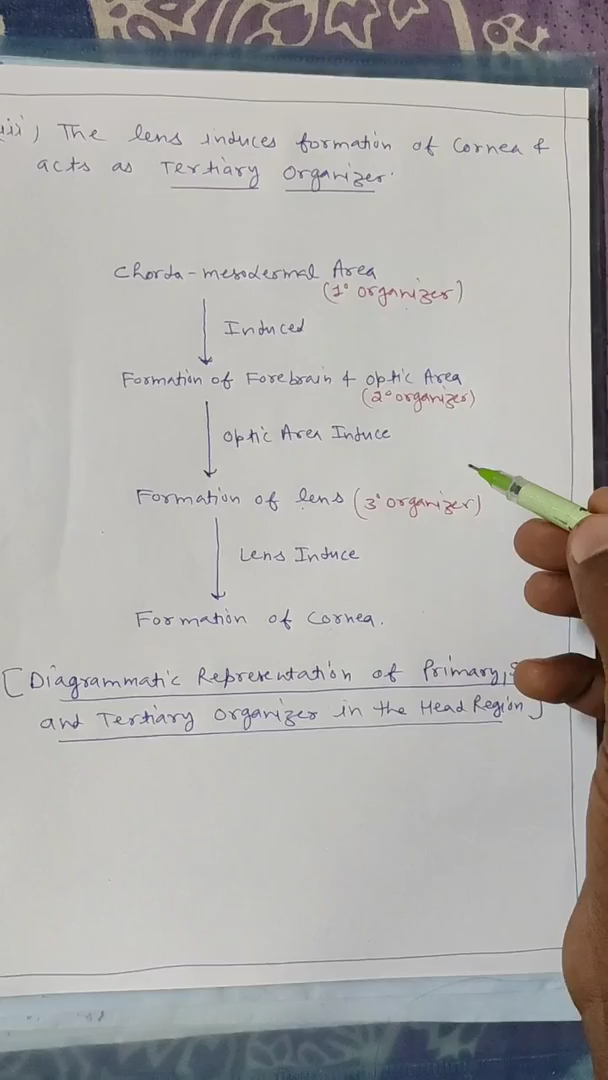 iii) The lens induces formation of Cornea &
acts as Tertiary Organizer.
Chorda-mesodermal Area
(1° organizer)
Induced
Formation of Forebrain & optic Area
(2° organizer)
optic Area Induce
Formation of lens (3° organizer)
Lens Induce
Formation of Cornea.
[Diagrammatic Representation of Primary,
and Tertiary Organizer in the Head Region]